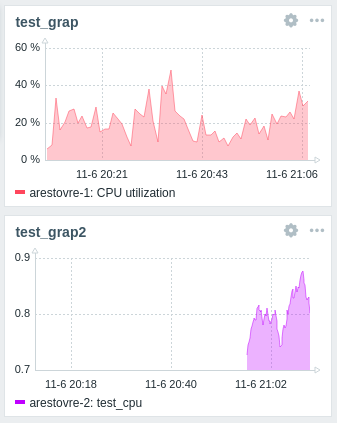 test_grap
60 %
40 %
20 %
0 %
11-6 20:21 11-6 20:43 11-6 21:06
arestovre-1: CPU utilization
test_grap2
0.9
0.8
0.7
11-6 20:18 11-6 20:40 11-6 21:02
arestovre-2: test_cpu